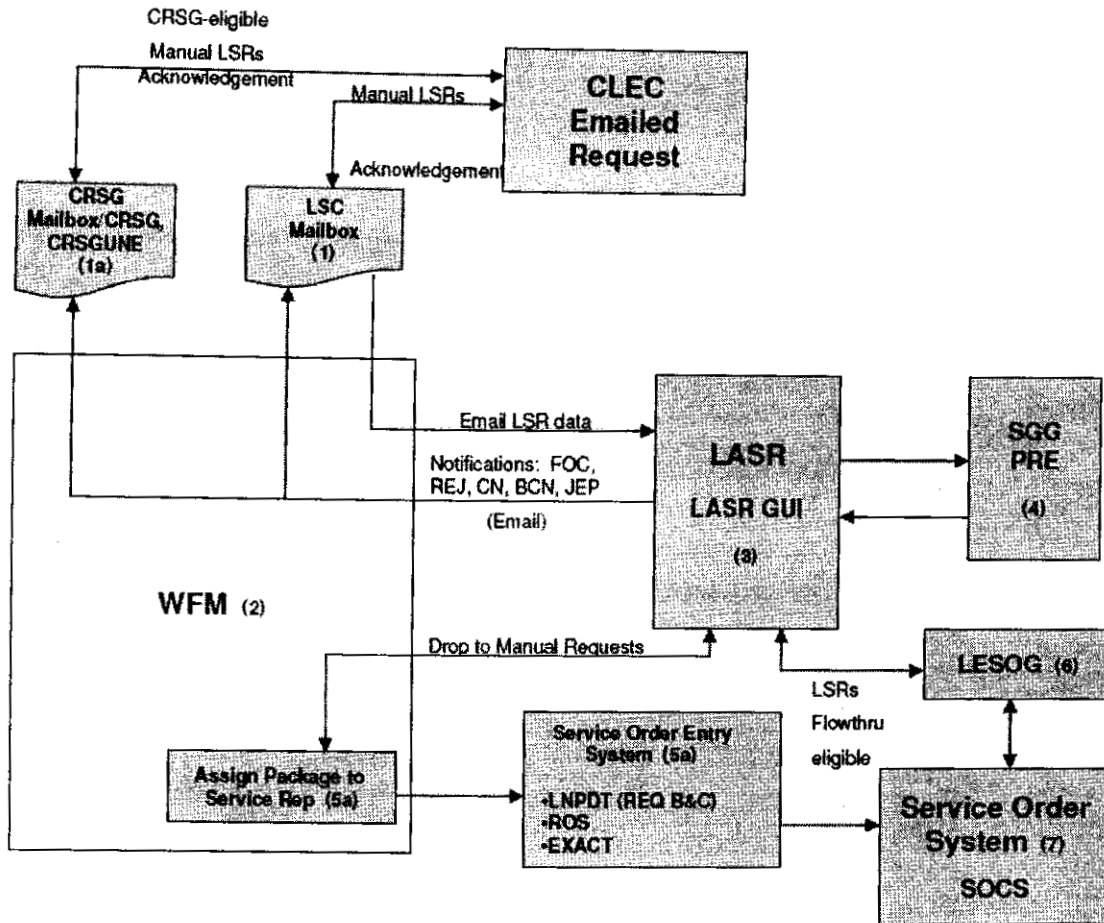 CRSG-eligible
Manual LSRs
Acknowledgement
Manual LSRs
Acknowledgement
CLEC
Emailed
Request
CRSG
Mailbox/CRSG,
CRSGUNE
(1a)
LSC
Mailbox
(1)
Email LSR data
Notifications: FOC,
REJ, CN, BCN, JEP
(Email)
LASR
LASR GUI
(3)
SGG
PRE
(4)
WFM (2)
Drop to Manual Requests
LSRs
Flowthru
eligible
LESOG (6)
Assign Package to
Service Rep (5a)
Service Order Entry
System (5a)
•LNPDT (REQ B&C)
•ROS
•EXACT
Service Order
System (7)
SOCS